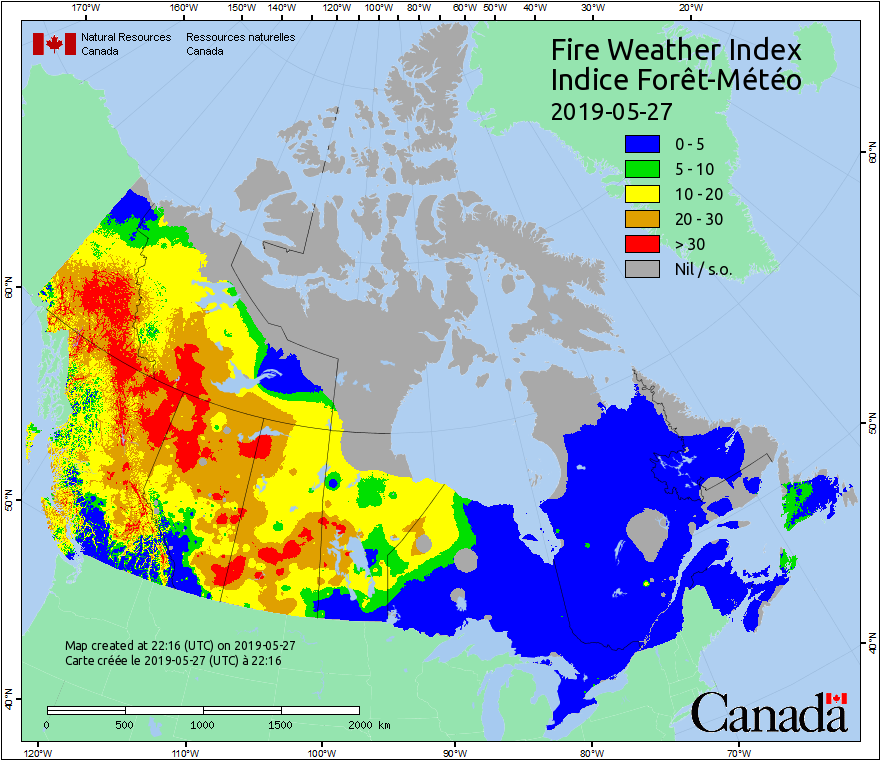 170°W 160°W 150°W 140°W 130°W 120°W 110°W 100°W 90°W 80°W 70°W 60°W 50°W 40°W 30°W 20°W
Natural Resources Canada
Ressources naturelles Canada
Fire Weather Index
Indice Forêt-Météo
2019-05-27
0 - 5
5 - 10
10 - 20
20 - 30
> 30
Nil / s.o.
60°N
50°N
40°N
60°N
50°N
40°N
Map created at 22:16 (UTC) on 2019-05-27
Carte créée le 2019-05-27 (UTC) à 22:16
0 500 1000 1500 2000 km
Canada
120°W 110°W 100°W 90°W 80°W 70°W